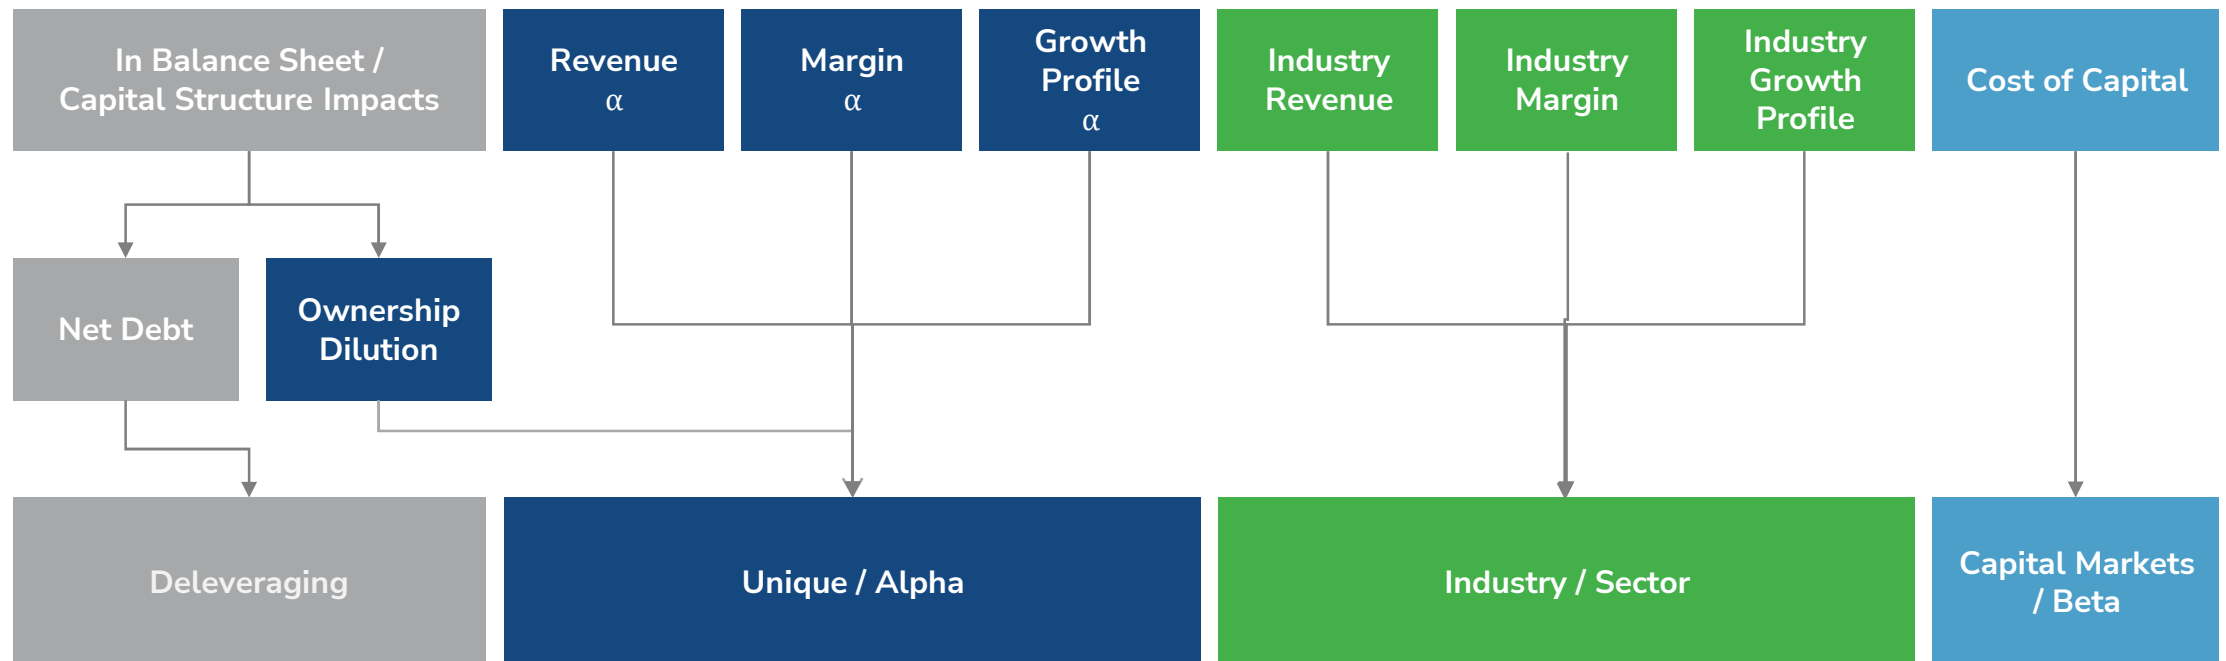 In Balance Sheet /
Capital Structure Impacts
Revenue
α
Margin
α
Growth
Profile
α
Industry
Revenue
Industry
Margin
Industry
Growth
Profile
Cost of Capital
Net Debt
Ownership
Dilution
Deleveraging
Unique / Alpha
Industry / Sector
Capital Markets
/ Beta